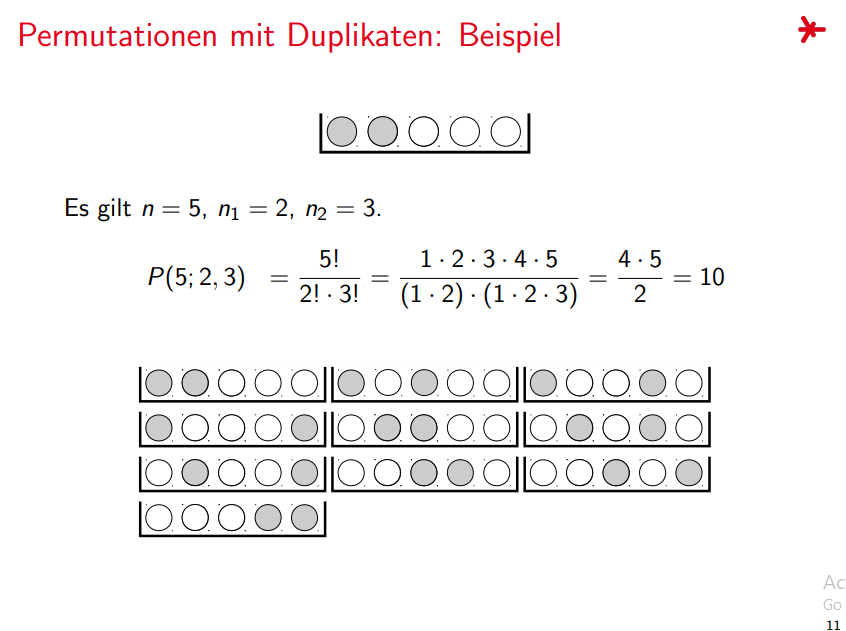 Permutationen mit Duplikaten: Beispiel
Es gilt n = 5, n₁ = 2, n₂ = 3.
P(5; 2, 3) = 5! / (2! · 3!) = (1 · 2 · 3 · 4 · 5) / ((1 · 2) · (1 · 2 · 3)) = (4 · 5) / 2 = 10
Ac
Go
11